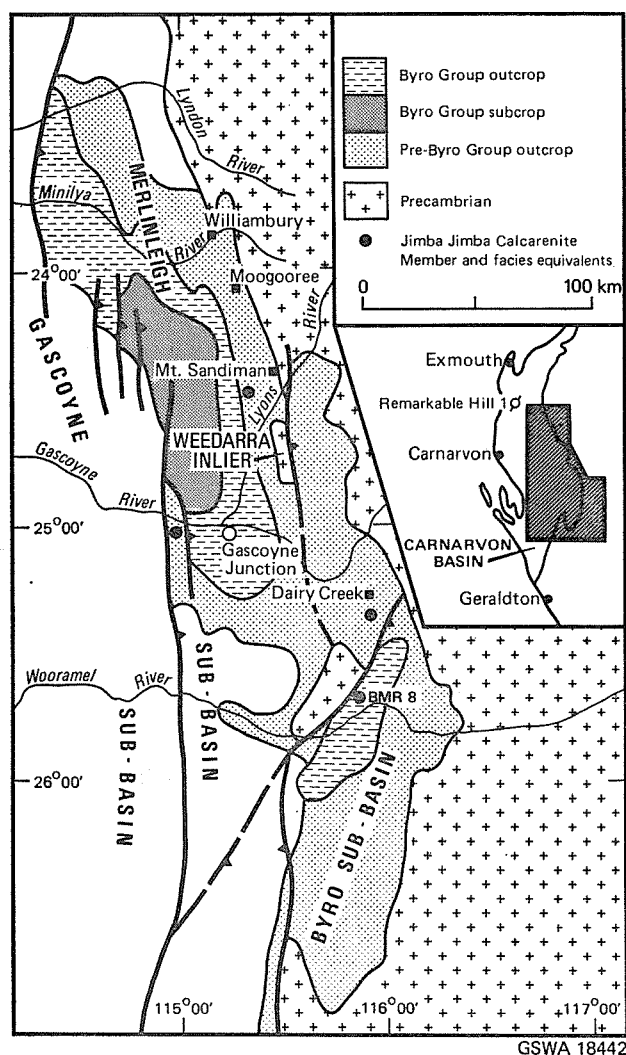 Byro Group outcrop
Byro Group subcrop
Pre-Byro Group outcrop
Precambrian
Jimba Jimba Calcarenite
Member and facies equivalents
0 100 km
Lyndon
River
MERLINLEIGH
Minilya
River
Williambury
24°00'
Moogooree
River
GASCOYNE
Mt. Sandiman
Lyons
WEEDARRA
INLIER
Gascoyne
River
25°00'
Gascoyne
Junction
Dairy Creek
SUB-BASIN
Wooramel
River
SUB-BASIN
BMR 8
26°00'
BYRO SUB-BASIN
115°00' 116°00' 117°00'
Exmouth
Remarkable Hill 1
Carnarvon
CARNARVON
BASIN
Geraldton
GSWA 18442